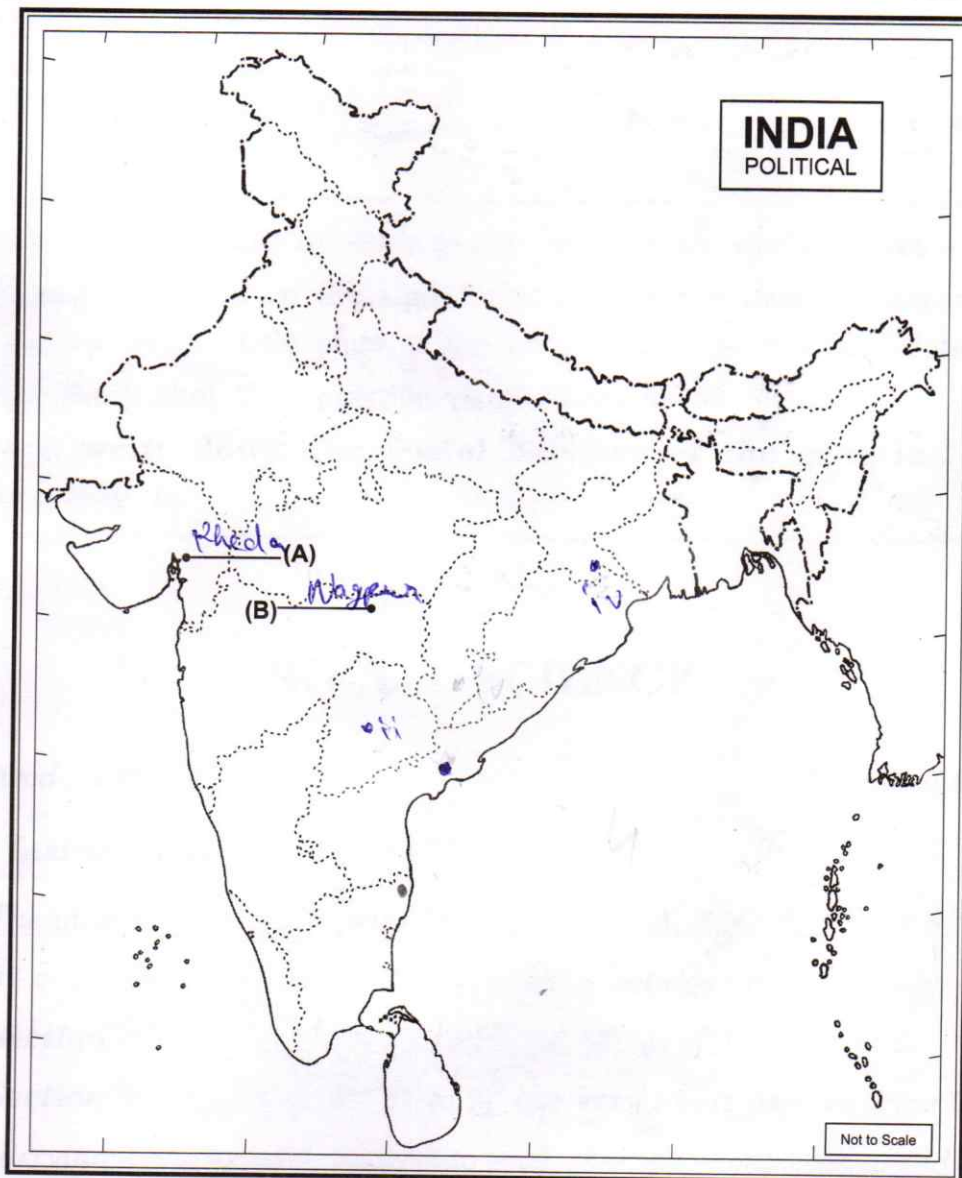 INDIA
POLITICAL
Kheda
(A)
Nagpur
(B)
H
Not to Scale